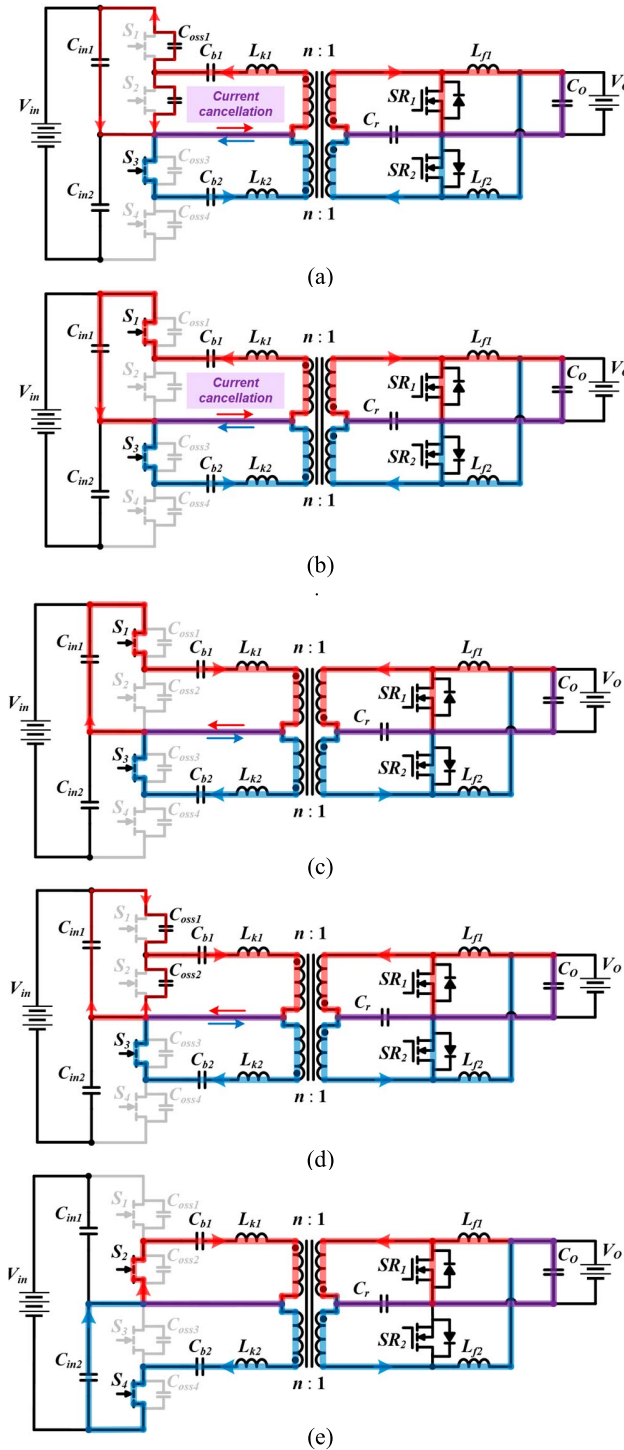 S1 Coss1
Cin1 Cb1 Lk1 n : 1 Lf1
Vin S2 Current cancellation SR1 CO V
Cr
S3 Coss3 SR2
Cin2 Cb2 Lk2 Lf2
S4 Coss4 n : 1
(a)
S1 Coss1
Cin1 Cb1 Lk1 n : 1 Lf1
Vin S2 Current cancellation SR1 CO V
Cr
S3 Coss3 SR2
Cin2 Cb2 Lk2 Lf2
S4 Coss4 n : 1
(b)
.
S1 Coss1
Cin1 Cb1 Lk1 n : 1 Lf1
Vin S2 Coss2 SR1 CO VO
Cr
S3 Coss3 SR2
Cin2 Cb2 Lk2 Lf2
S4 Coss4 n : 1
(c)
S1 Coss1
Cin1 Cb1 Lk1 n : 1 Lf1
Vin S2 Coss2 SR1 CO VO
Cr
S3 Coss3 SR2
Cin2 Cb2 Lk2 Lf2
S4 Coss4 n : 1
(d)
S1 Coss1
Cin1 Cb1 Lk1 n : 1 Lf1
Vin S2 Coss2 SR1 CO VO
Cr
S3 Coss3 SR2
Cin2 Cb2 Lk2 Lf2
S4 Coss4 n : 1
(e)